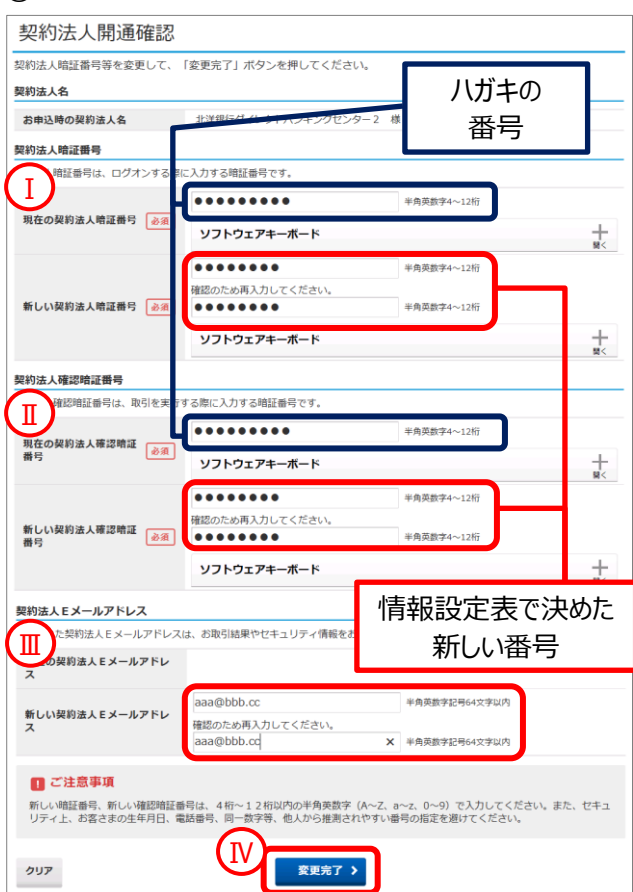 契約法人開通確認
契約法人暗証番号等を変更して、「変更完了」ボタンを押してください。
契約法人名
ハガキの
番号
お申込時の契約法人名
様
契約法人暗証番号
Ⅰ
暗証番号は、ログオンする際に入力する暗証番号です。
現在の契約法人暗証番号 必須
●●●●●●●●● 半角英数字4～12桁
ソフトウェアキーボード
開く
新しい契約法人暗証番号 必須
●●●●●●●● 半角英数字4～12桁
確認のため再入力してください。
●●●●●●●● 半角英数字4～12桁
ソフトウェアキーボード
開く
契約法人確認暗証番号
Ⅱ
確認暗証番号は、取引を実行する際に入力する暗証番号です。
現在の契約法人確認暗証
番号 必須
●●●●●●●●● 半角英数字4～12桁
ソフトウェアキーボード
開く
新しい契約法人確認暗証
番号 必須
●●●●●●●● 半角英数字4～12桁
確認のため再入力してください。
●●●●●●●● 半角英数字4～12桁
ソフトウェアキーボード
情報設定表で決めた
新しい番号
契約法人Eメールアドレス
Ⅲ
た契約法人Eメールアドレスは、お取引結果やセキュリティ情報をお
の契約法人Eメールアドレ
ス
新しい契約法人Eメールアドレ
ス
aaa@bbb.cc 半角英数字記号64文字以内
確認のため再入力してください。
aaa@bbb.cc × 半角英数字記号64文字以内
! ご注意事項
新しい暗証番号、新しい確認暗証番号は、4桁～12桁以内の半角英数字（A～Z、a～z、0～9）で入力してください。また、セキュ
リティ上、お客さまの生年月日、電話番号、同一数字等、他人から推測されやすい番号の指定を避けてください。
Ⅳ
クリア
変更完了 >